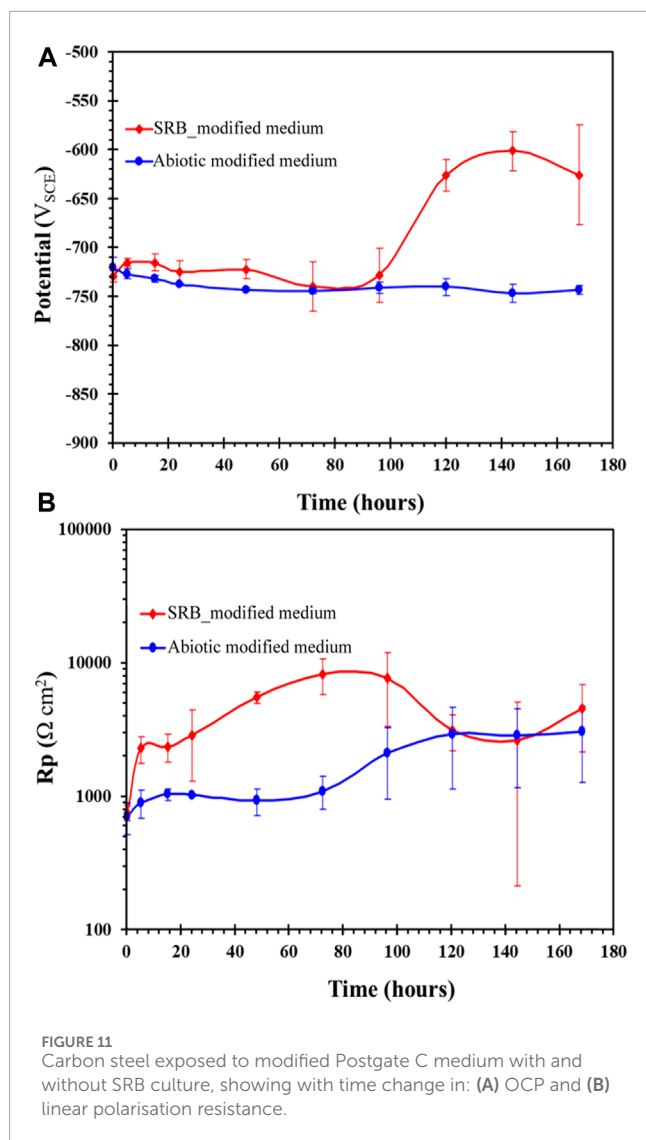 A
-500
-550
-600
-650
-700
-750
-800
-850
-900
Potential (VSCE)
SRB_modified medium
Abiotic modified medium
0 20 40 60 80 100 120 140 160 180
Time (hours)
B
100000
10000
1000
100
Rp (Ω cm²)
SRB_modified medium
Abiotic modified medium
0 20 40 60 80 100 120 140 160 180
Time (hours)
FIGURE 11
Carbon steel exposed to modified Postgate C medium with and
without SRB culture, showing with time change in: (A) OCP and (B)
linear polarisation resistance.